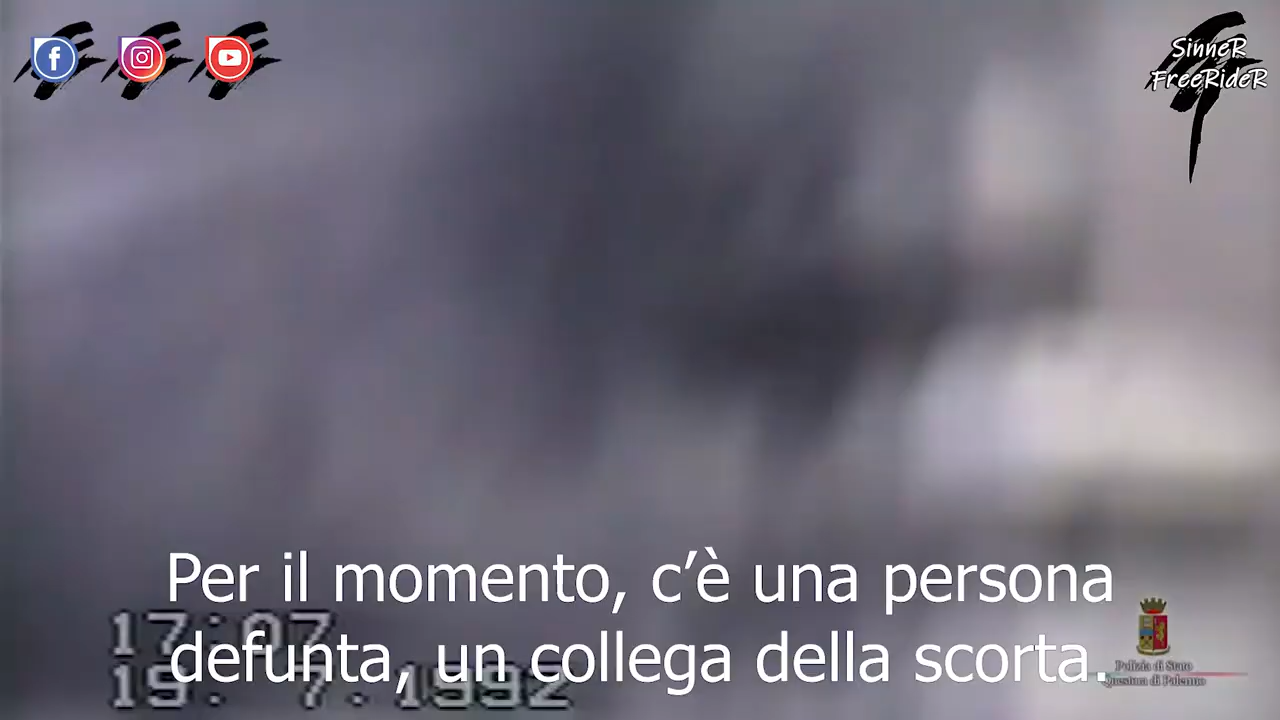 SinneR
FreeRideR
Per il momento, c’è una persona
defunta, un collega della scorta.
17:07
19. 7.1992
Polizia di Stato
Questura di Palermo